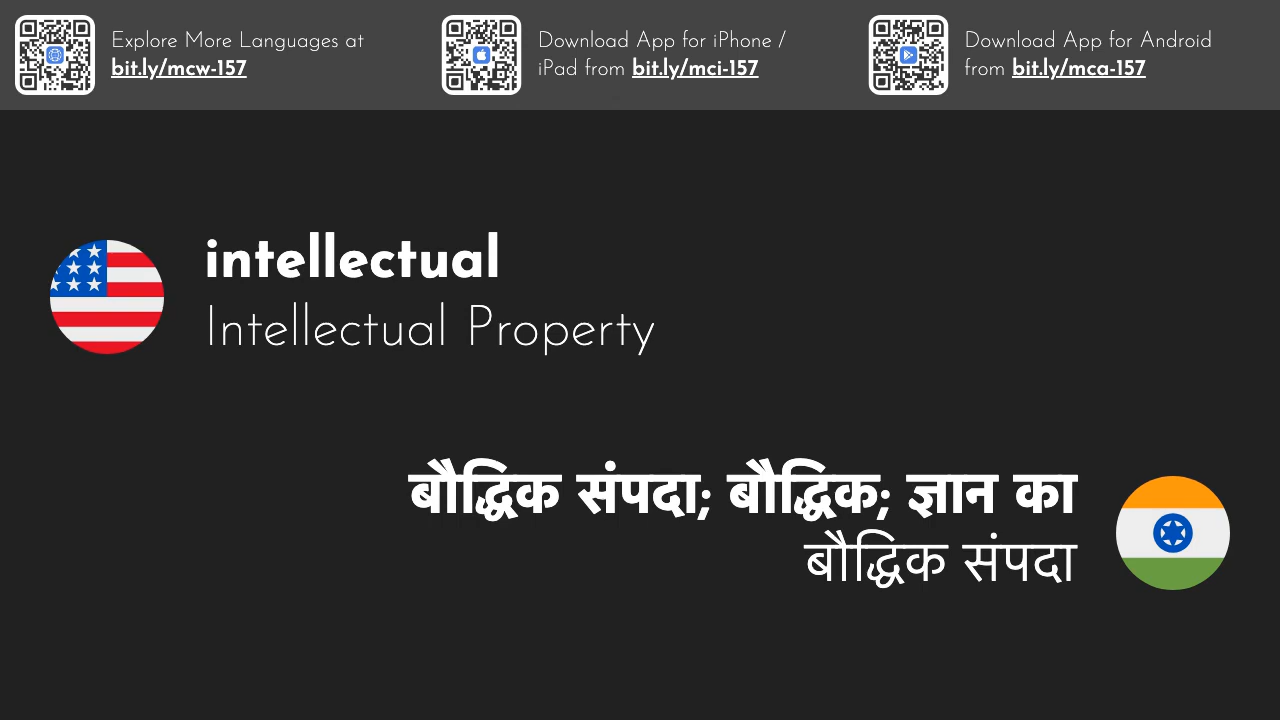 Explore More Languages at
bit.ly/mcw-157
Download App for iPhone /
iPad from bit.ly/mci-157
Download App for Android
from bit.ly/mca-157
intellectual
Intellectual Property
बौद्धिक संपदा; बौद्धिक; ज्ञान का
बौद्धिक संपदा